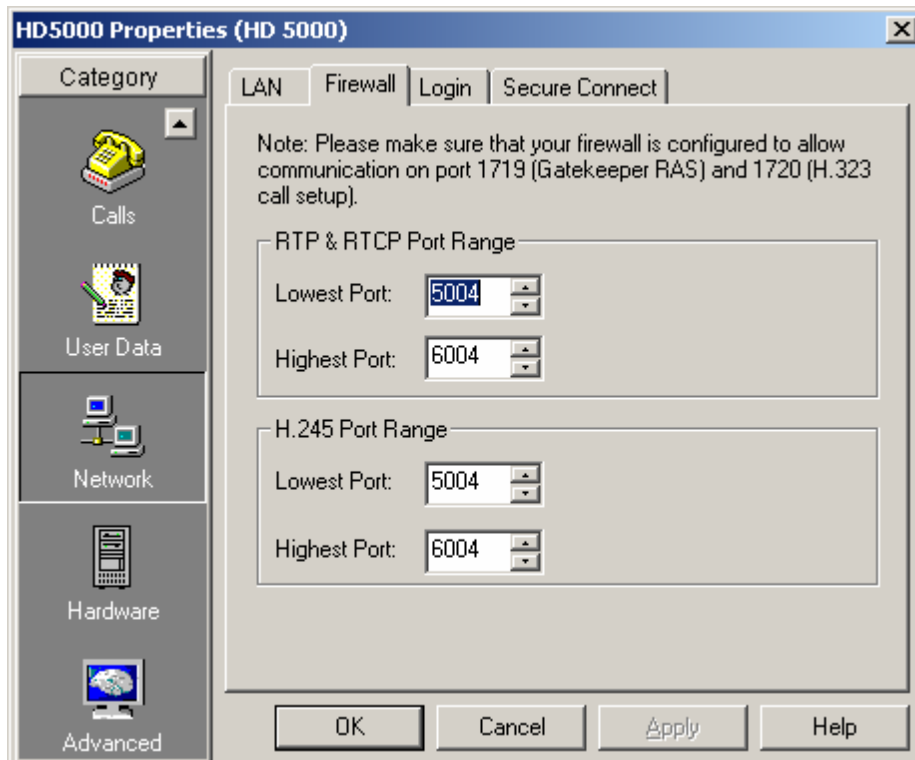 HD5000 Properties (HD 5000)
Category
Calls
User Data
Network
Hardware
Advanced
LAN
Firewall
Login
Secure Connect
Note: Please make sure that your firewall is configured to allow
communication on port 1719 (Gatekeeper RAS) and 1720 (H.323
call setup).
RTP & RTCP Port Range
Lowest Port: 5004
Highest Port: 6004
H.245 Port Range
Lowest Port: 5004
Highest Port: 6004
OK
Cancel
Apply
Help